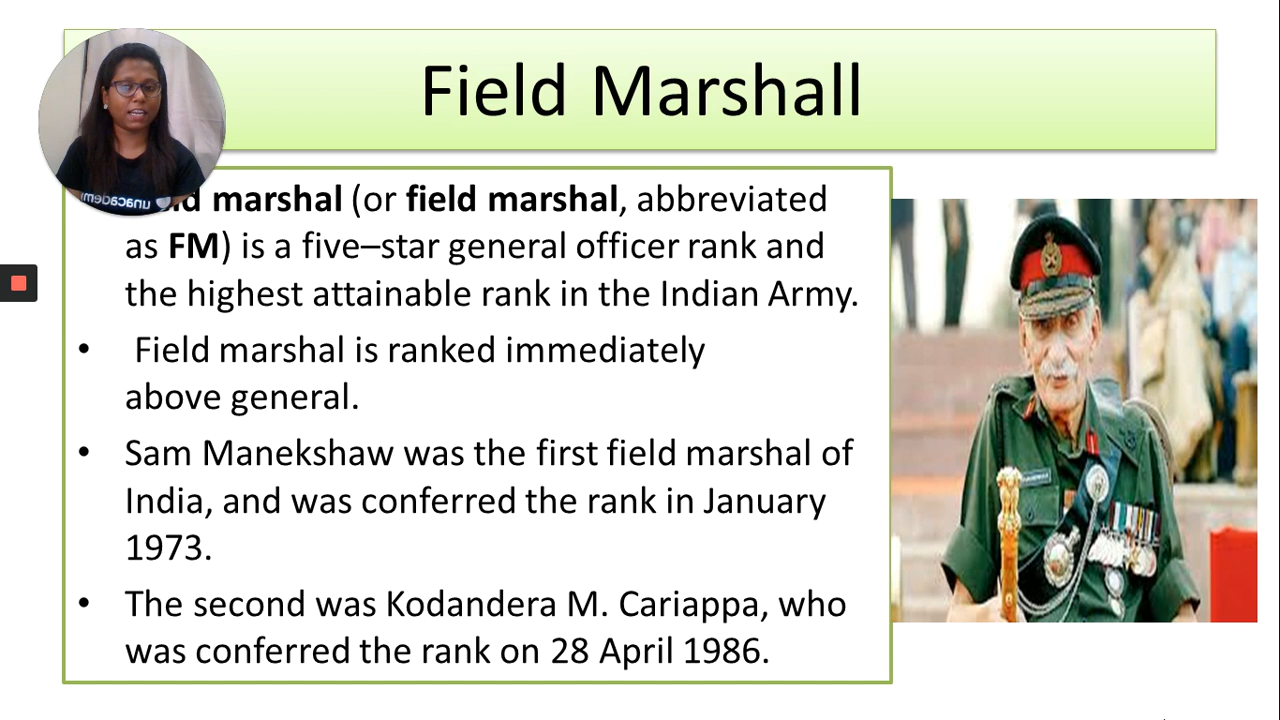 Field Marshall
unacadem
ld marshal (or field marshal, abbreviated
as FM) is a five–star general officer rank and
the highest attainable rank in the Indian Army.
• Field marshal is ranked immediately
above general.
• Sam Manekshaw was the first field marshal of
India, and was conferred the rank in January
1973.
• The second was Kodandera M. Cariappa, who
was conferred the rank on 28 April 1986.